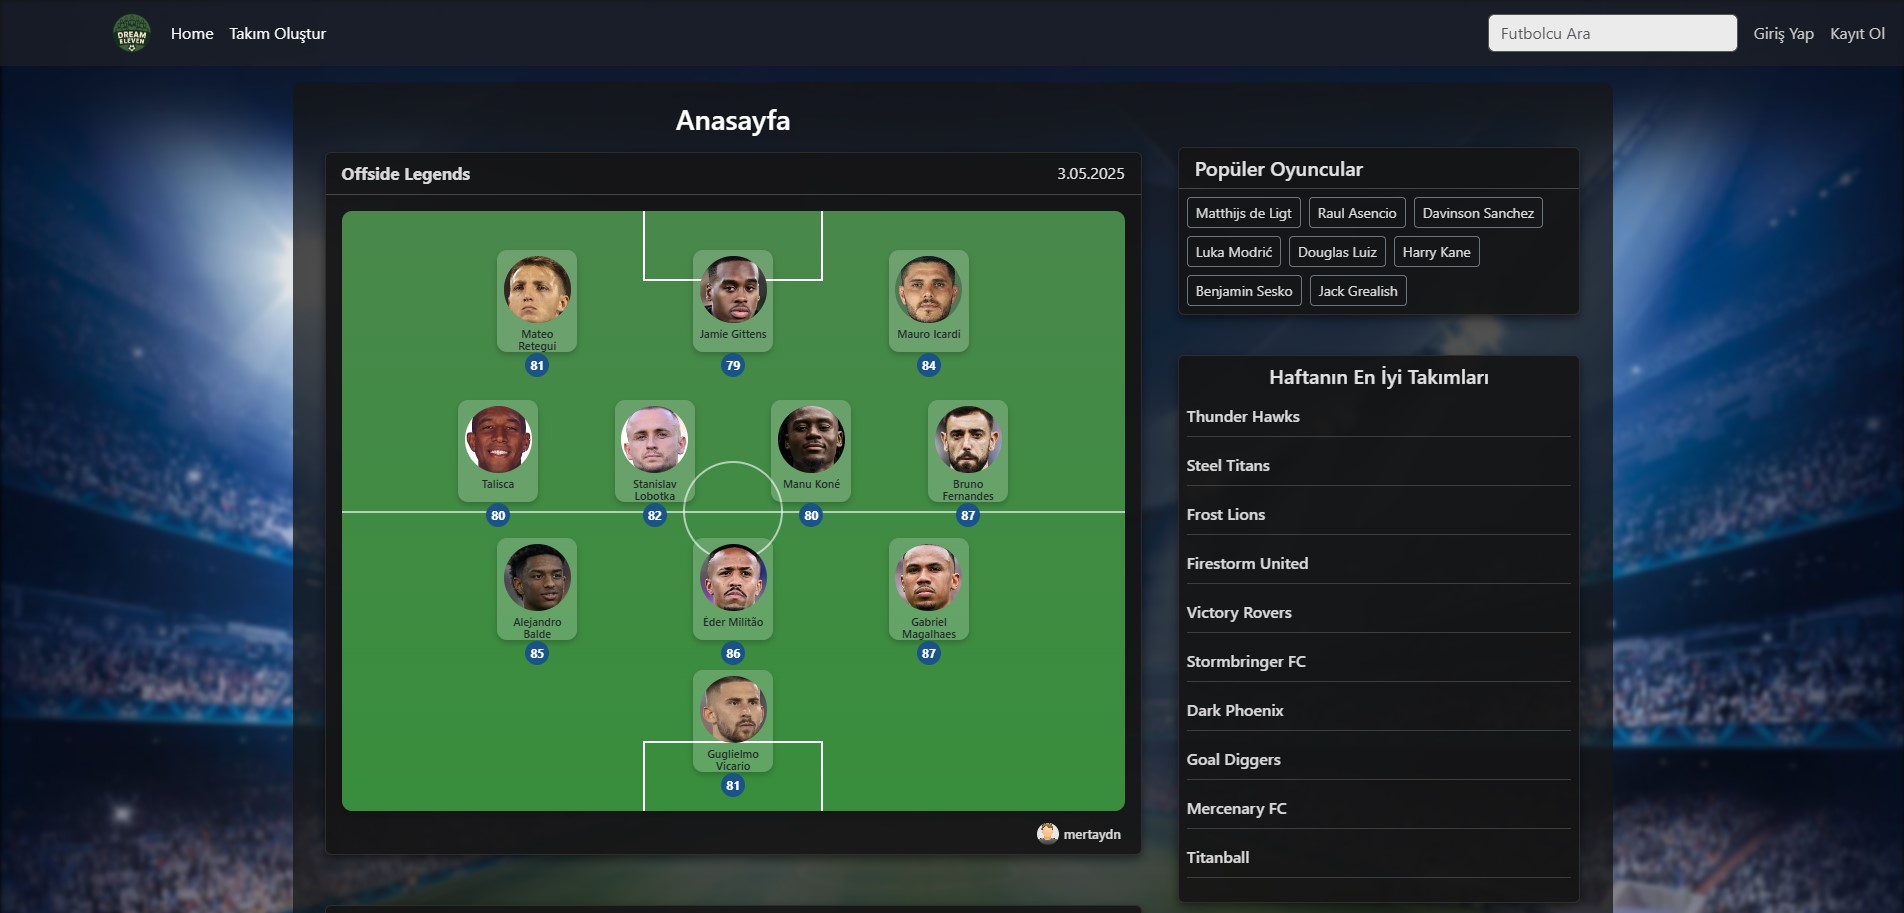 DREAM
ELEVEN
Home
Takım Oluştur
Futbolcu Ara
Giriş Yap
Kayıt Ol
Anasayfa
Offside Legends
3.05.2025
Mateo
Retegui
81
Jamie Gittens
79
Mauro Icardi
84
Talisca
80
Stanislav
Lobotka
82
Manu Koné
80
Bruno
Fernandes
87
Alejandro
Balde
85
Éder Militão
86
Gabriel
Magalhaes
87
Guglielmo
Vicario
81
mertaydn
Popüler Oyuncular
Matthijs de Ligt
Raul Asencio
Davinson Sanchez
Luka Modrić
Douglas Luiz
Harry Kane
Benjamin Sesko
Jack Grealish
Haftanın En İyi Takımları
Thunder Hawks
Steel Titans
Frost Lions
Firestorm United
Victory Rovers
Stormbringer FC
Dark Phoenix
Goal Diggers
Mercenary FC
Titanball